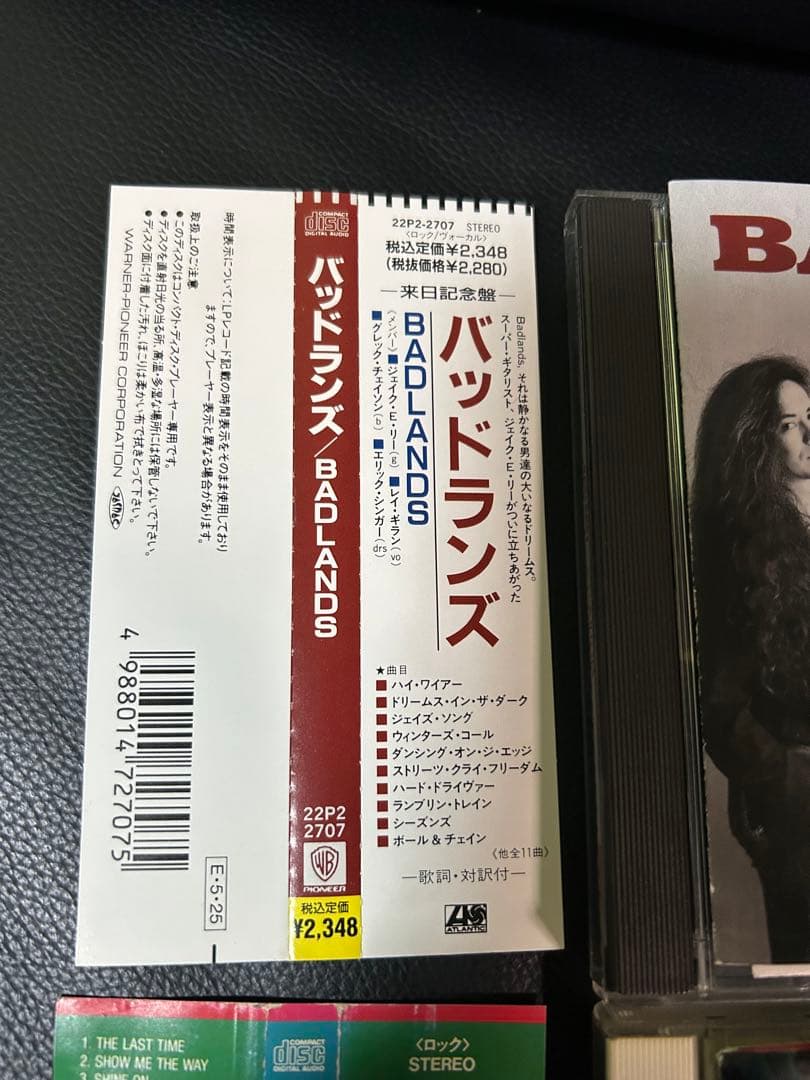 22P2-2707 STEREO
〈ロック/ヴォーカル〉
税込定価¥2,348
(税抜価格¥2,280)
―来日記念盤―
Badlands, それは静かなる男達の大いなるドリームス。
スーパー・ギタリスト、ジェイク・E・リーがついに立ちあがった
バッドランズ
BADLANDS
(メンバー)■ジェイク・E・リー(g) ■レイ・ギラン(vo)
■グレッグ・チェイソン(b) ■エリック・シンガー(drs)
★曲目
■ハイ・ワイアー
■ドリームス・イン・ザ・ダーク
■ジェイズ・ソング
■ウィンターズ・コール
■ダンシング・オン・ジ・エッジ
■ストリーツ・クライ・フリーダム
■ハード・ドライヴァー
■ランブリン・トレイン
■シーズンズ
■ボール&チェイン
〈他全11曲〉
―歌詞・対訳付―
ATLANTIC
COMPACT
disc
DIGITAL AUDIO
バッドランズ/BADLANDS
22P2
2707
WB
PIONEER
税込定価
¥2,348
時間表示について:LPレコード記載の時間表示をそのまま使用しており
ますので、プレーヤー表示と異なる場合があります。
取扱上のご注意
●このディスクはコンパクト・ディスク・プレーヤー専用です。
●ディスクを直射日光の当る所、高温・多湿な場所には保管しないで下さい。
●ディスク面に付着した汚れ、ほこりは柔かい布で拭きとって下さい。
WARNER-PIONEER CORPORATION
4 988014 727075
E・5・25
BA
1. THE LAST TIME
2. SHOW ME THE WAY
3. SHINE ON
COMPACT
disc
DIGITAL AUDIO
〈ロック〉
STEREO